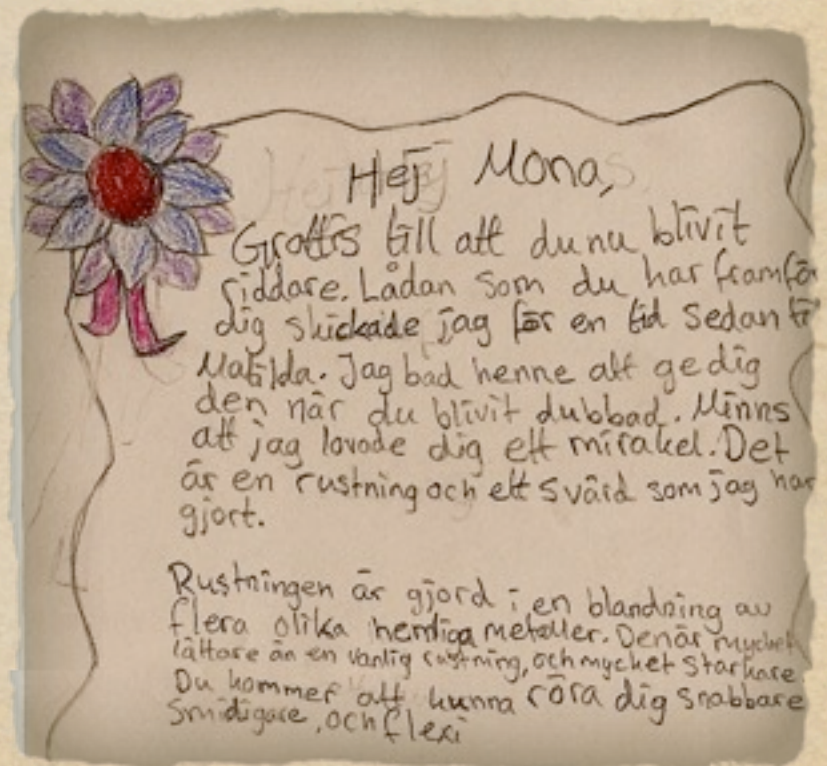 Hej Mona,
Grattis till att du nu blivit
riddare. Lådan som du har framför
dig skickade jag för en tid sedan
Matilda. Jag bad henne att ge dig
den när du blivit dubbad. Minns
att jag lovade dig ett mirakel. Det
är en rustning och ett svärd som jag har
gjort.
Rustningen är gjord i en blandning av
flera olika hemliga metaller. Den är mycket
lättare än en vanlig rustning, och mycket starkare
Du kommer att kunna röra dig snabbare
smidigare, och flexi